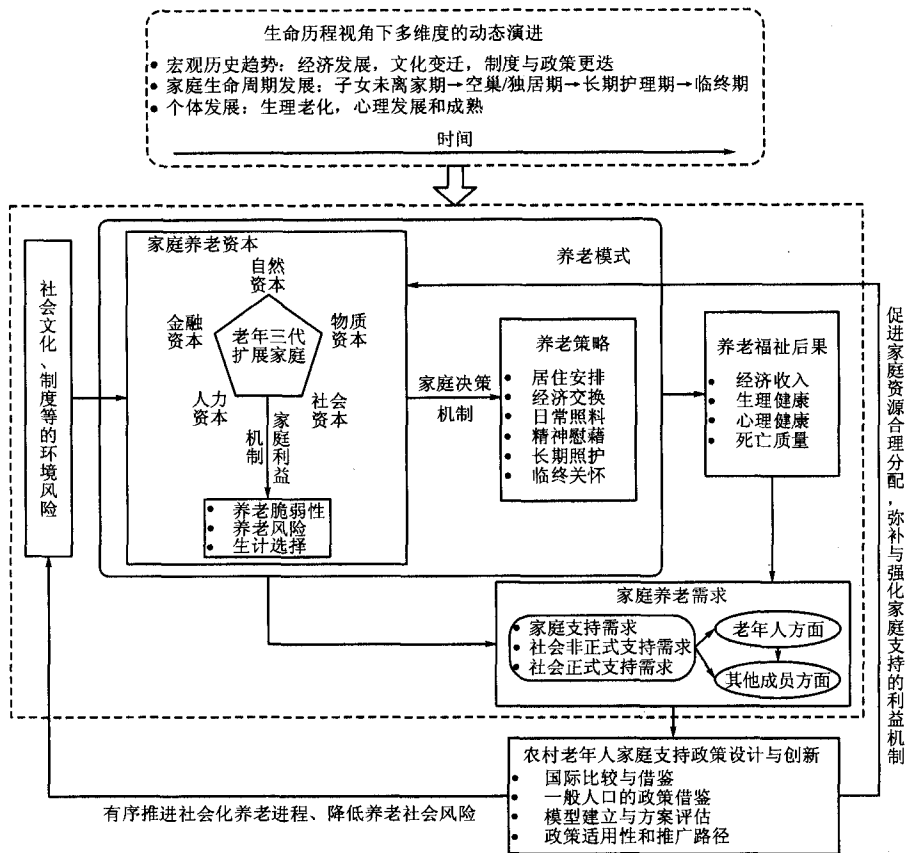 生命历程视角下多维度的动态演进
● 宏观历史趋势：经济发展，文化变迁，制度与政策更迭
● 家庭生命周期发展：子女未离家期→空巢/独居期→长期护理期→临终期
● 个体发展：生理老化，心理发展和成熟
时间
社会文化、制度等的环境风险
家庭养老资本
养老模式
自然
资本
金融
资本
物质
资本
老年三代
扩展家庭
人力
资本
社会
资本
家庭利益
机制
● 养老脆弱性
● 养老风险
● 生计选择
家庭决策
机制
养老策略
● 居住安排
● 经济交换
● 日常照料
● 精神慰藉
● 长期照护
● 临终关怀
养老福祉后果
● 经济收入
● 生理健康
● 心理健康
● 死亡质量
促进家庭资源合理分配，弥补与强化家庭支持的利益机制
家庭养老需求
● 家庭支持需求
● 社会非正式支持需求
● 社会正式支持需求
老年人方面
其他成员方面
农村老年人家庭支持政策设计与创新
● 国际比较与借鉴
● 一般人口的政策借鉴
● 模型建立与方案评估
● 政策适用性和推广路径
有序推进社会化养老进程、降低养老社会风险